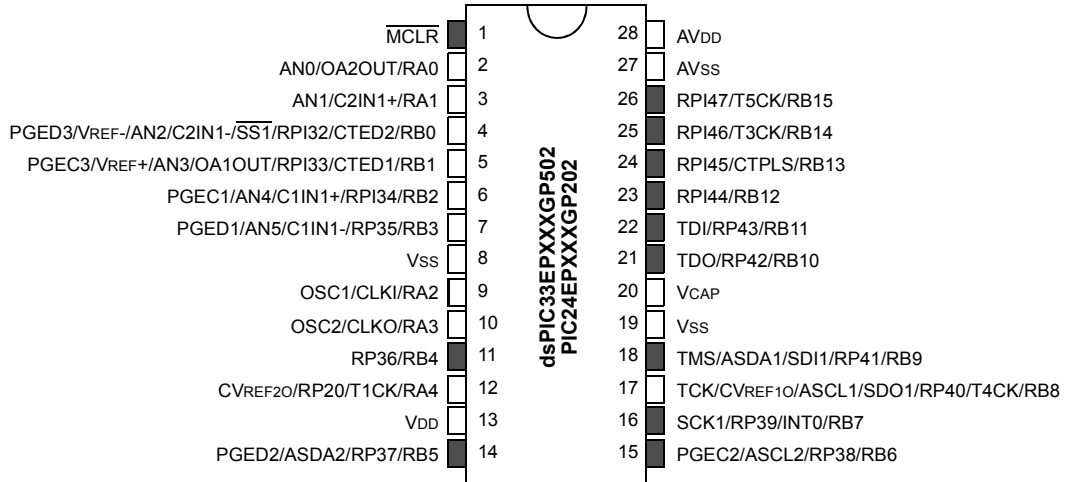 MCLR 1 28 AVDD
AN0/OA2OUT/RA0 2 27 AVSS
AN1/C2IN1+/RA1 3 26 RPI47/T5CK/RB15
PGED3/VREF-/AN2/C2IN1-/SS1/RPI32/CTED2/RB0 4 25 RPI46/T3CK/RB14
PGEC3/VREF+/AN3/OA1OUT/RPI33/CTED1/RB1 5 24 RPI45/CTPLS/RB13
PGEC1/AN4/C1IN1+/RPI34/RB2 6 23 RPI44/RB12
PGED1/AN5/C1IN1-/RP35/RB3 7 22 TDI/RP43/RB11
VSS 8 21 TDO/RP42/RB10
OSC1/CLKI/RA2 9 20 VCAP
OSC2/CLKO/RA3 10 19 VSS
RP36/RB4 11 18 TMS/ASDA1/SDI1/RP41/RB9
CVREF2O/RP20/T1CK/RA4 12 17 TCK/CVREF1O/ASCL1/SDO1/RP40/T4CK/RB8
VDD 13 16 SCK1/RP39/INT0/RB7
PGED2/ASDA2/RP37/RB5 14 15 PGEC2/ASCL2/RP38/RB6
dsPIC33EPXXXGP502
PIC24EPXXXGP202